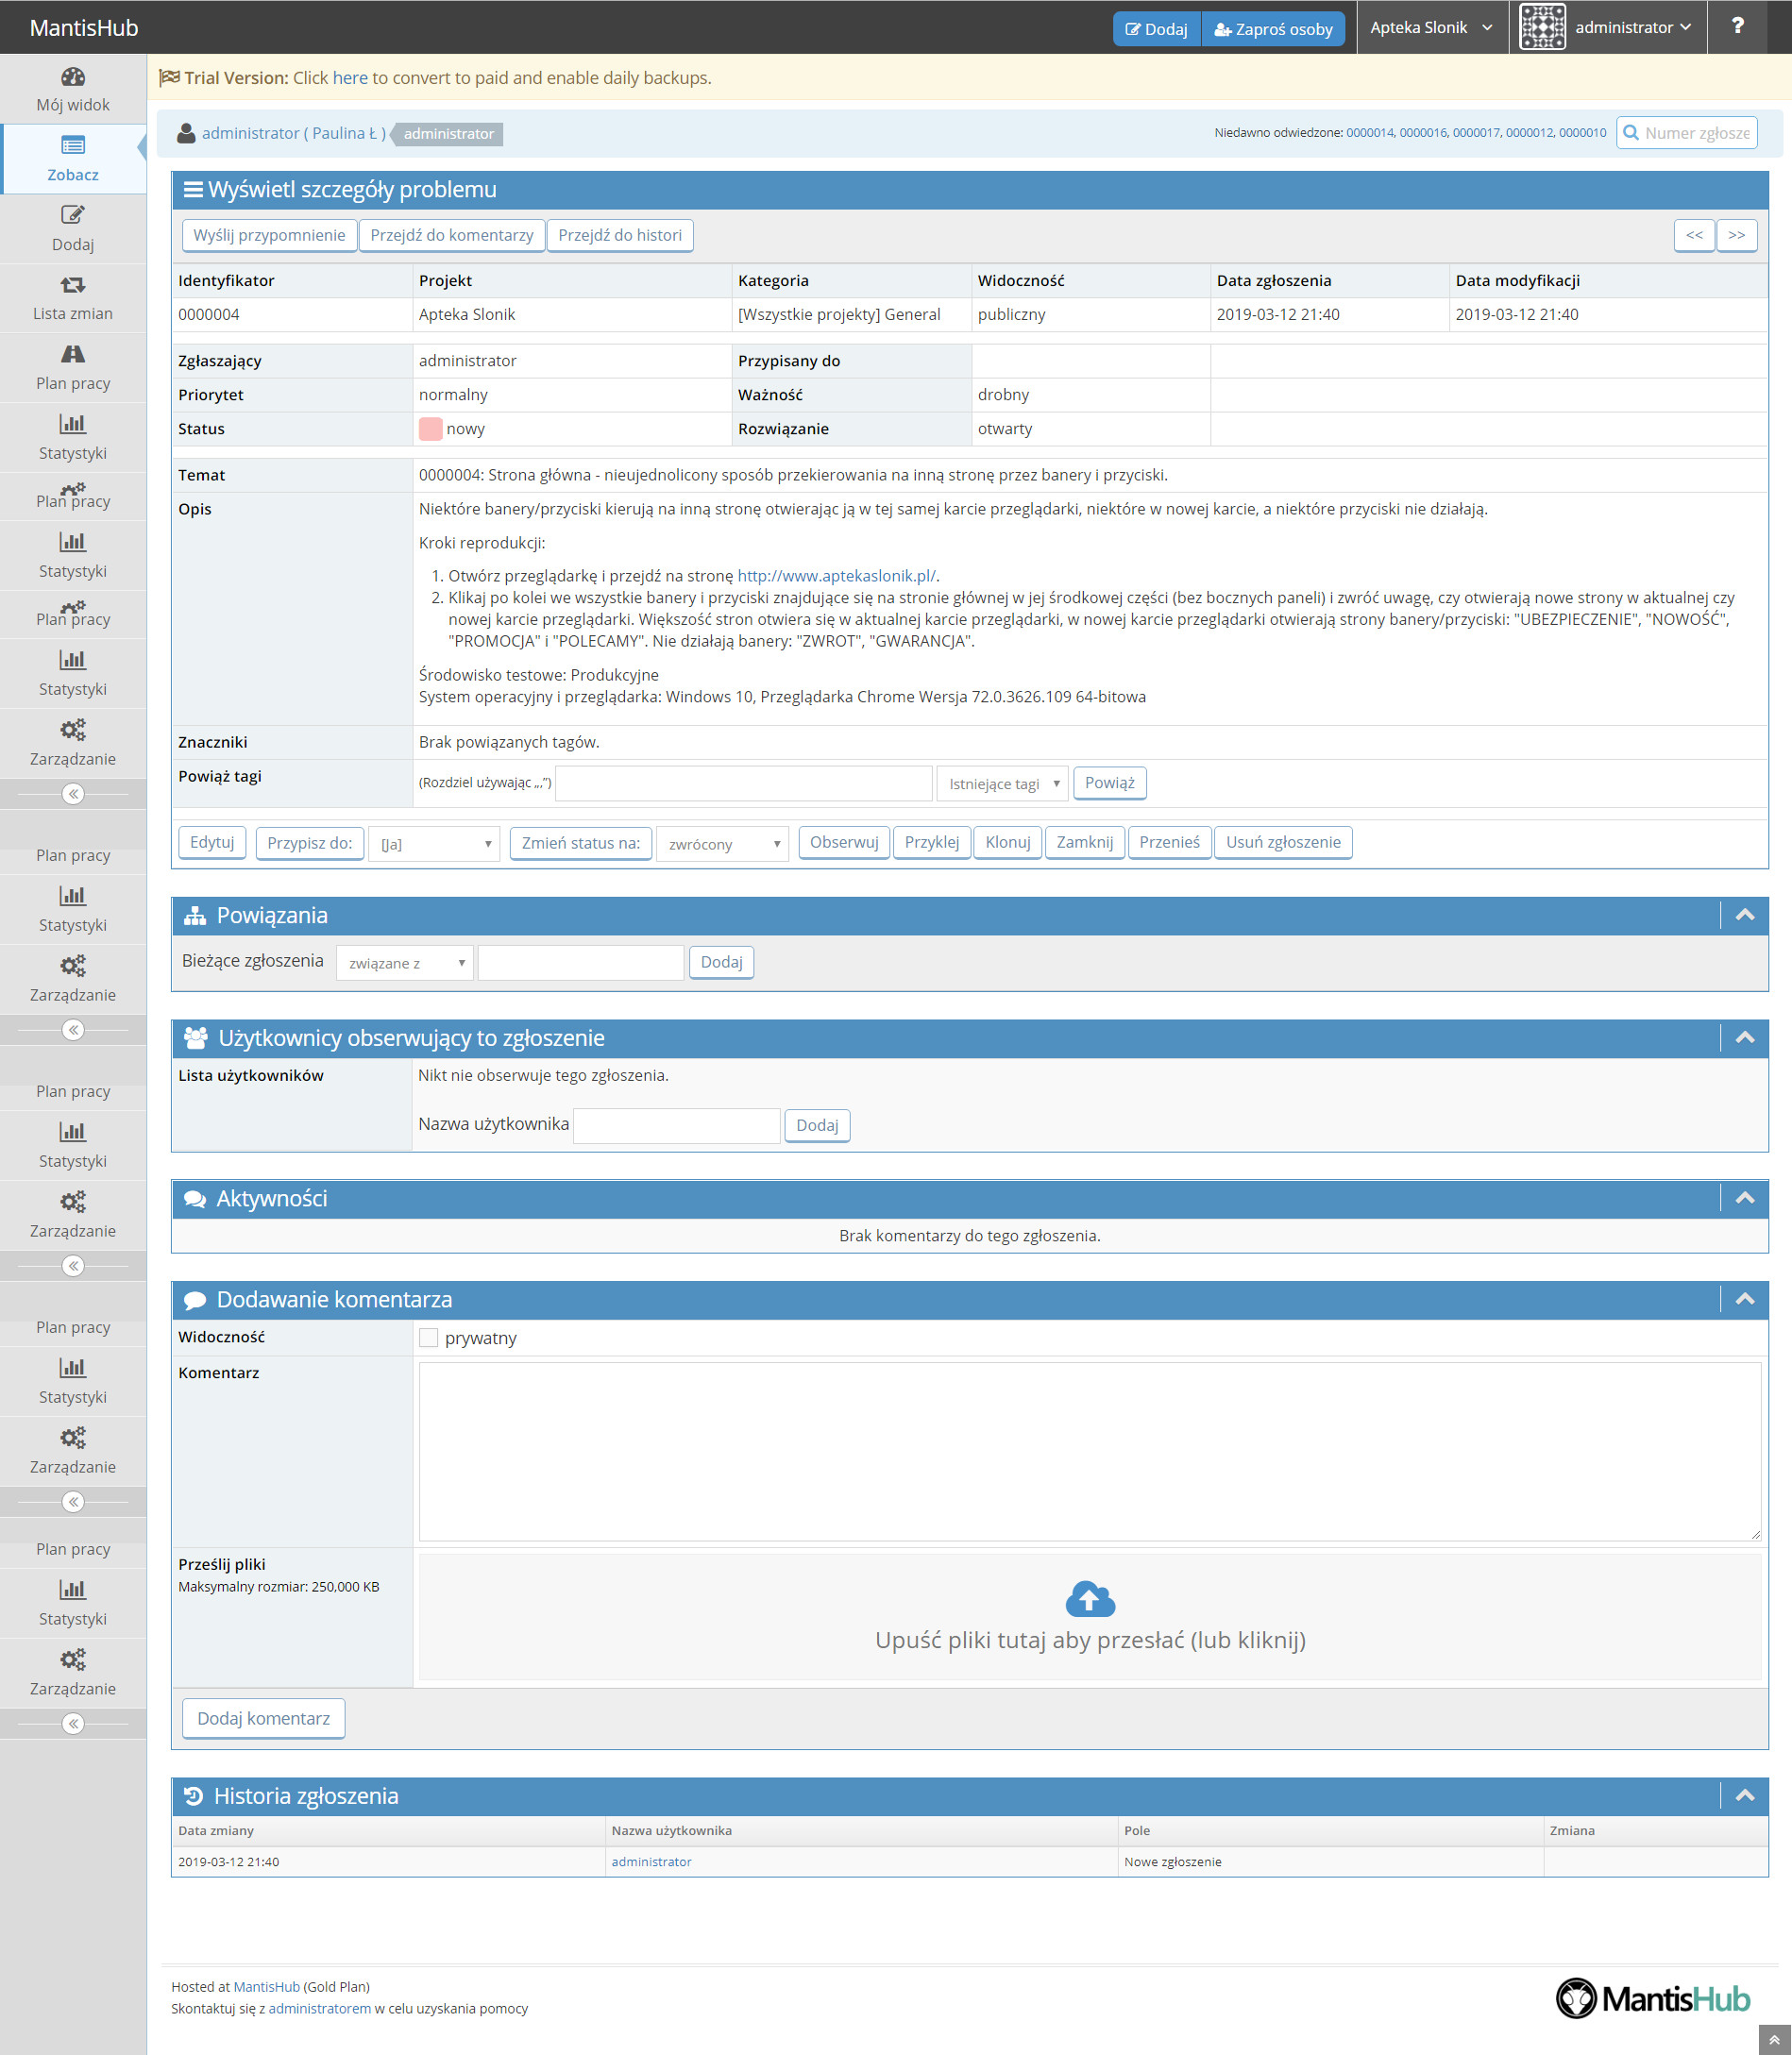 MantisHub
Dodaj
Zaproś osoby
Apteka Slonik
administrator
?
Trial Version: Click here to convert to paid and enable daily backups.
administrator ( Paulina Ł )
administrator
Niedawno odwiedzone: 0000014, 0000016, 0000017, 0000012, 0000010
Numer zgłosze
Mój widok
Zobacz
Dodaj
Lista zmian
Plan pracy
Statystyki
Plan pracy
Statystyki
Plan pracy
Statystyki
Zarządzanie
Plan pracy
Statystyki
Zarządzanie
Plan pracy
Statystyki
Zarządzanie
Plan pracy
Statystyki
Zarządzanie
Plan pracy
Statystyki
Zarządzanie
Wyświetl szczegóły problemu
Wyślij przypomnienie
Przejdź do komentarzy
Przejdź do histori
<<
>>
Identyfikator
Projekt
Kategoria
Widoczność
Data zgłoszenia
Data modyfikacji
0000004
Apteka Slonik
[Wszystkie projekty] General
publiczny
2019-03-12 21:40
2019-03-12 21:40
Zgłaszający
administrator
Przypisany do
Priorytet
normalny
Ważność
drobny
Status
nowy
Rozwiązanie
otwarty
Temat
0000004: Strona główna - nieujednolicony sposób przekierowania na inną stronę przez banery i przyciski.
Opis
Niektóre banery/przyciski kierują na inną stronę otwierając ją w tej samej karcie przeglądarki, niektóre w nowej karcie, a niektóre przyciski nie działają.
Kroki reprodukcji:
1. Otwórz przeglądarkę i przejdź na stronę http://www.aptekaslonik.pl/.
2. Klikaj po kolei we wszystkie banery i przyciski znajdujące się na stronie głównej w jej środkowej części (bez bocznych paneli) i zwróć uwagę, czy otwierają nowe strony w aktualnej czy
nowej karcie przeglądarki. Większość stron otwiera się w aktualnej karcie przeglądarki, w nowej karcie przeglądarki otwierają strony banery/przyciski: "UBEZPIECZENIE", "NOWOŚĆ",
"PROMOCJA" i "POLECAMY". Nie działają banery: "ZWROT", "GWARANCJA".
Środowisko testowe: Produkcyjne
System operacyjny i przeglądarka: Windows 10, Przeglądarka Chrome Wersja 72.0.3626.109 64-bitowa
Znaczniki
Brak powiązanych tagów.
Powiąż tagi
(Rozdziel używając „,”)
Istniejące tagi
Powiąż
Edytuj
Przypisz do:
[Ja]
Zmień status na:
zwrócony
Obserwuj
Przyklej
Klonuj
Zamknij
Przenieś
Usuń zgłoszenie
Powiązania
Bieżące zgłoszenia
związane z
Dodaj
Użytkownicy obserwujący to zgłoszenie
Lista użytkowników
Nikt nie obserwuje tego zgłoszenia.
Nazwa użytkownika
Dodaj
Aktywności
Brak komentarzy do tego zgłoszenia.
Dodawanie komentarza
Widoczność
prywatny
Komentarz
Prześlij pliki
Maksymalny rozmiar: 250,000 KB
Upuść pliki tutaj aby przesłać (lub kliknij)
Dodaj komentarz
Historia zgłoszenia
Data zmiany
Nazwa użytkownika
Pole
Zmiana
2019-03-12 21:40
administrator
Nowe zgłoszenie
Hosted at MantisHub (Gold Plan)
Skontaktuj się z administratorem w celu uzyskania pomocy
MantisHub